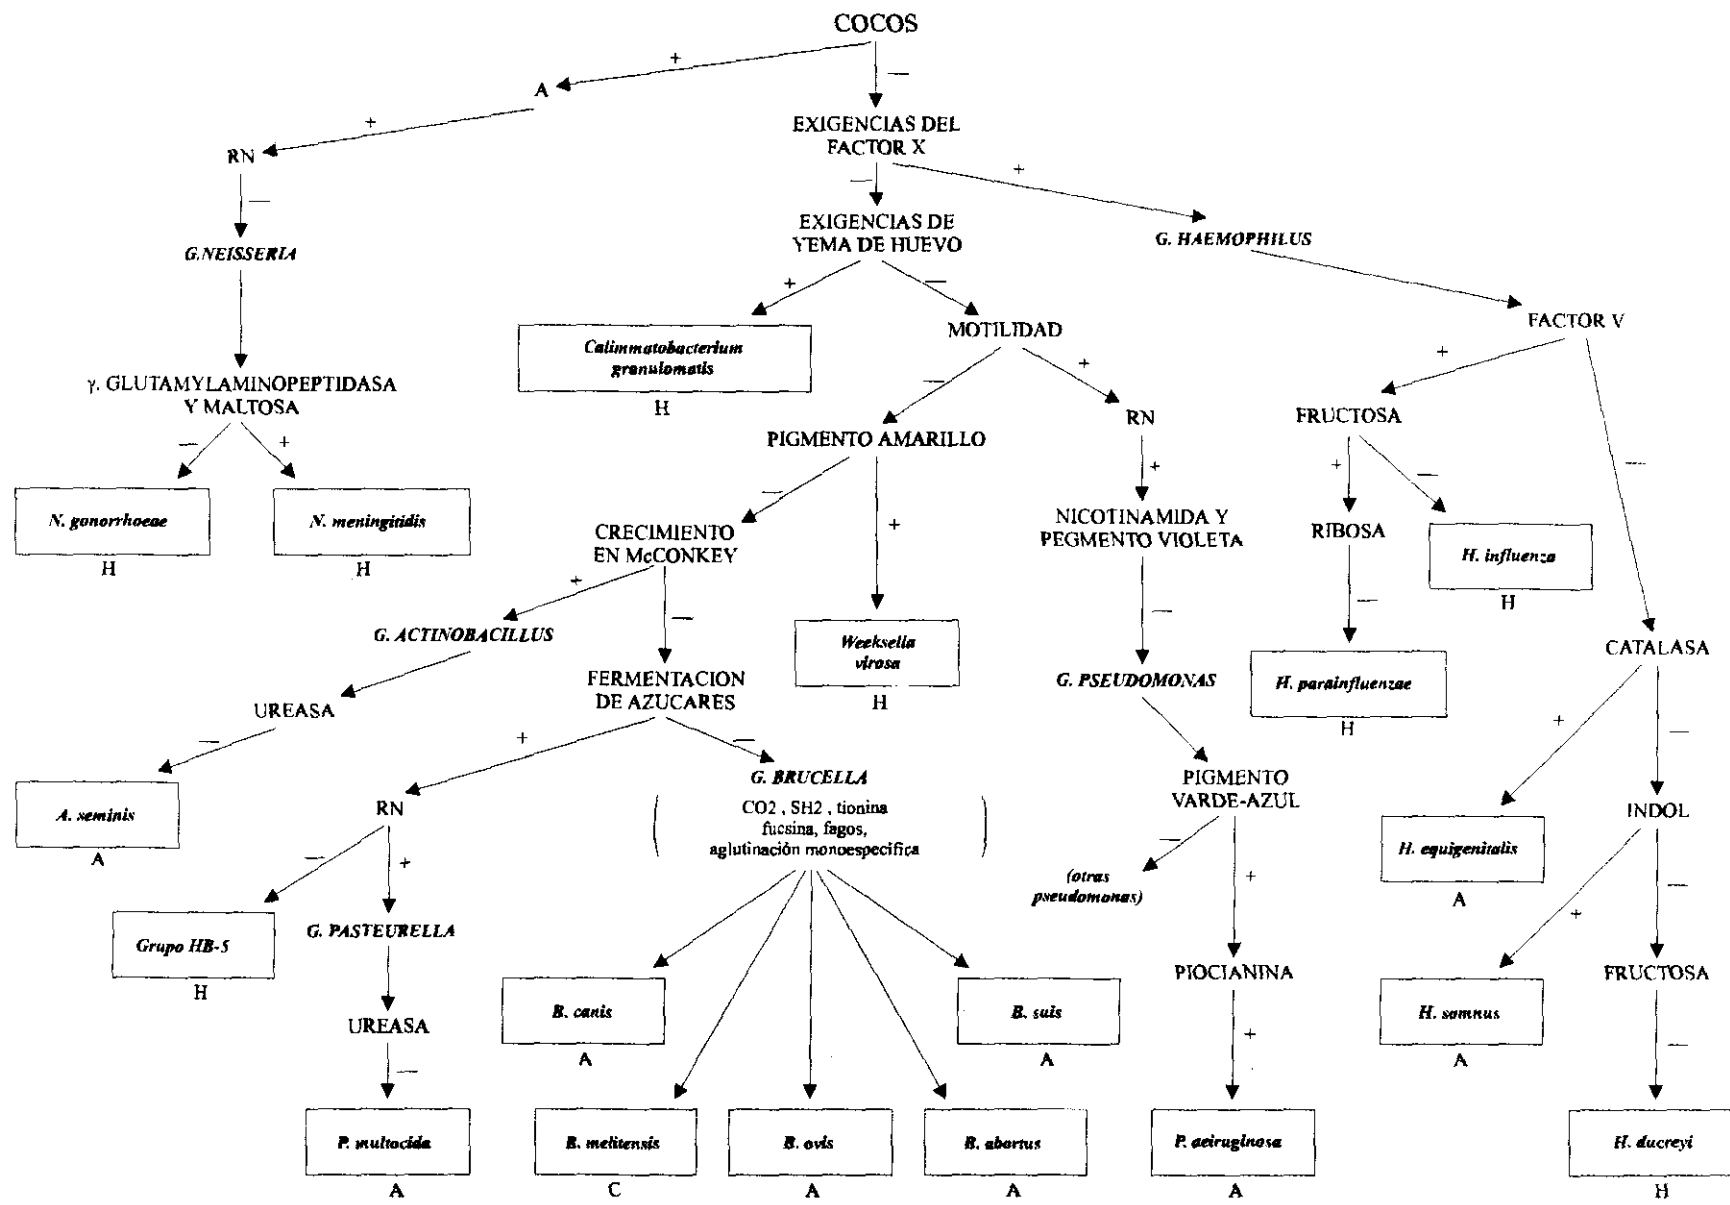 COCOS
+
—
A
+
EXIGENCIAS DEL
FACTOR X
RN
—
—
+
G.NEISSERIA
EXIGENCIAS DE
YEMA DE HUEVO
G. HAEMOPHILUS
+
—
MOTILIDAD
FACTOR V
Calimmatobacterium
granulomatis
H
—
+
+
—
γ. GLUTAMYLAMINOPEPTIDASA
Y MALTOSA
—
+
PIGMENTO AMARILLO
RN
FRUCTOSA
—
+
+
+
—
N. gonorrhoeae
H
N. meningitidis
H
CRECIMIENTO
EN McCONKEY
NICOTINAMIDA Y
PEGMENTO VIOLETA
RIBOSA
H. influenza
H
+
—
—
—
G. ACTINOBACILLUS
Weeksella
virosa
H
CATALASA
FERMENTACION
DE AZUCARES
G. PSEUDOMONAS
H. parainfluenzae
H
UREASA
—
+
—
+
—
A. seminis
A
RN
G. BRUCELLA
CO2 , SH2 , tionina
fucsina, fagos,
aglutinación monoespecífica
PIGMENTO
VARDE-AZUL
INDOL
—
+
—
+
H. equigenitalis
A
(otras
pseudomonas)
+
—
Grupo HB-5
H
G. PASTEURELLA
PIOCIANINA
FRUCTOSA
UREASA
B. canis
A
B. suis
A
H. somnus
A
—
+
—
P. multocida
A
B. melitensis
C
B. ovis
A
B. abortus
A
P. aeiruginosa
A
H. ducreyi
H